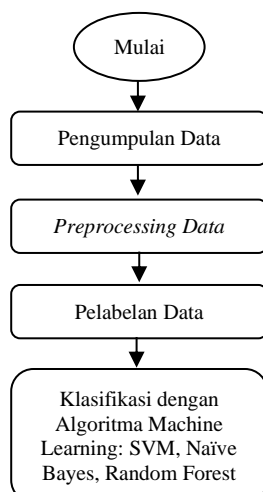 Mulai
Pengumpulan Data
Preprocessing Data
Pelabelan Data
Klasifikasi dengan
Algoritma Machine
Learning: SVM, Naïve
Bayes, Random Forest